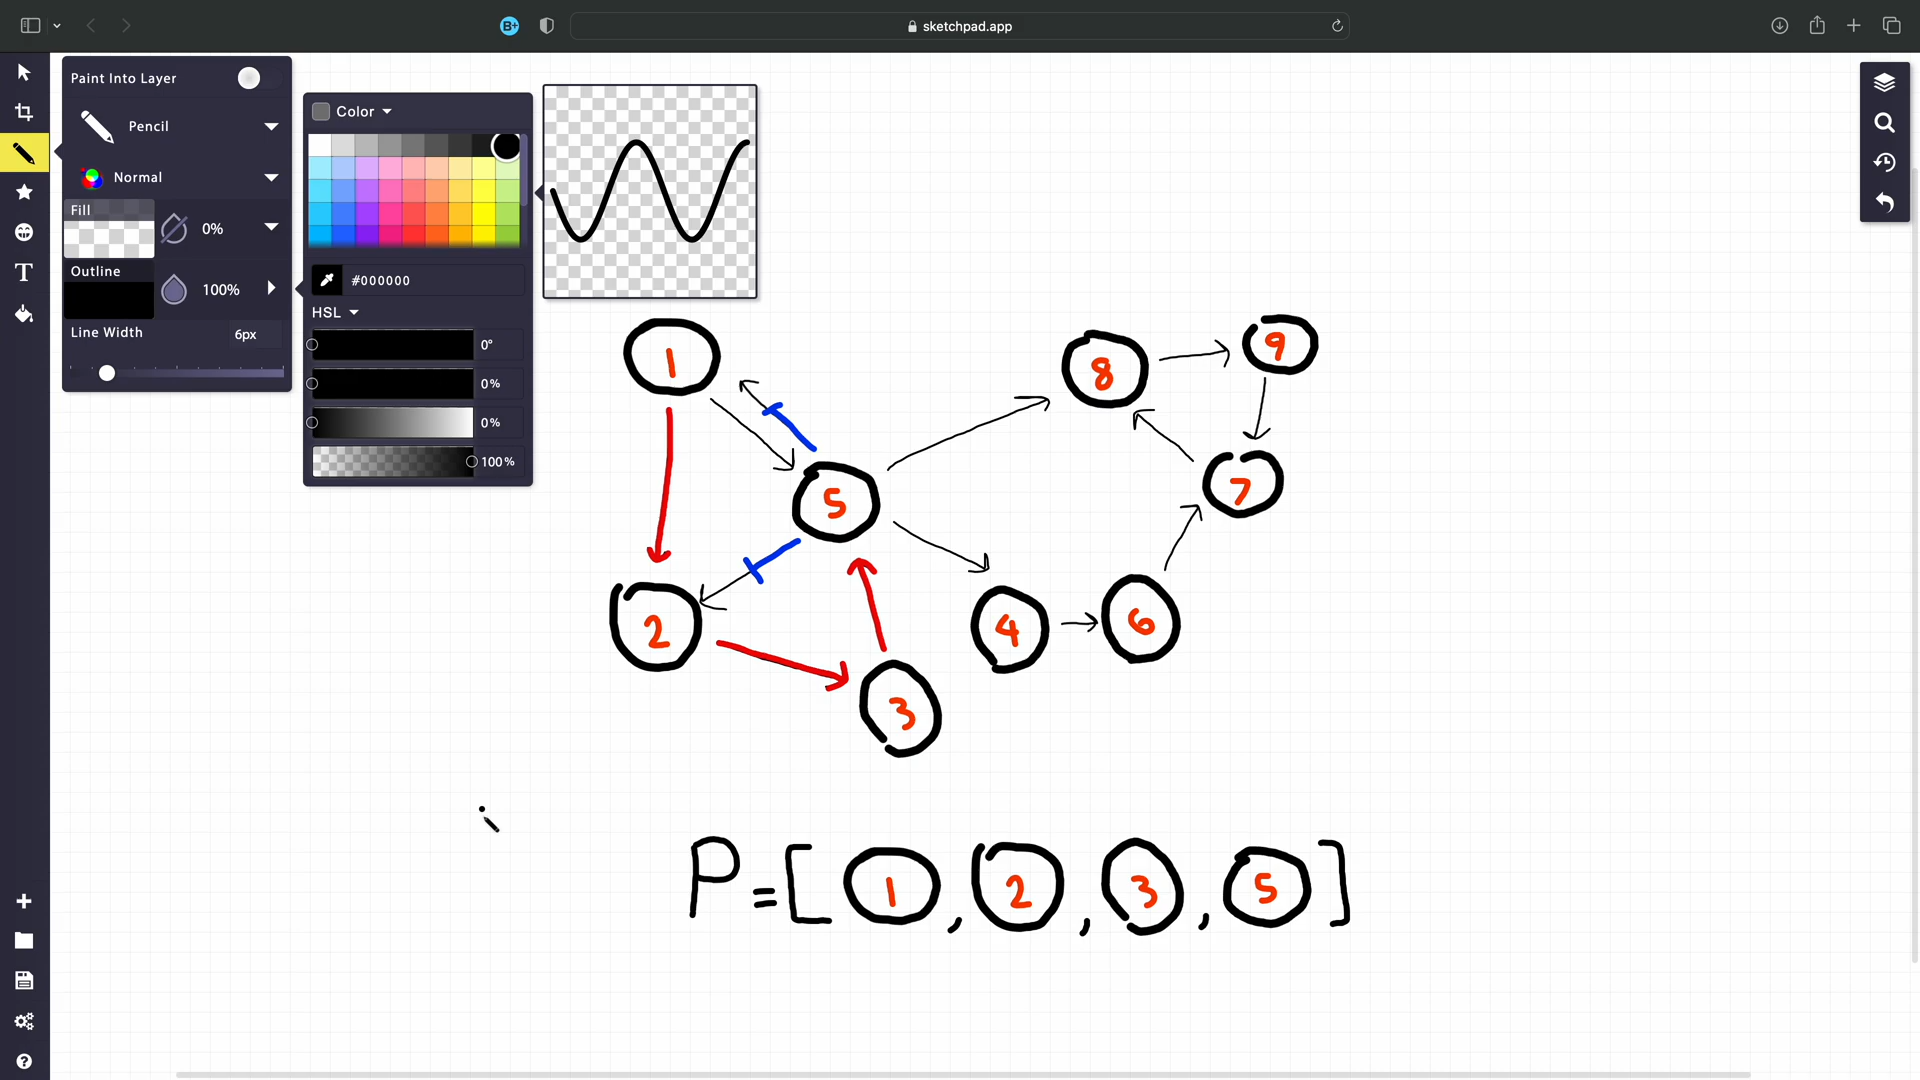 B+
sketchpad.app
Paint Into Layer
Pencil
Normal
Fill
0%
Outline
100%
Line Width
6px
Color
#000000
HSL
0°
0%
0%
100%
T
?
1
8
9
5
7
2
4
6
3
P=[1,2,3,5]